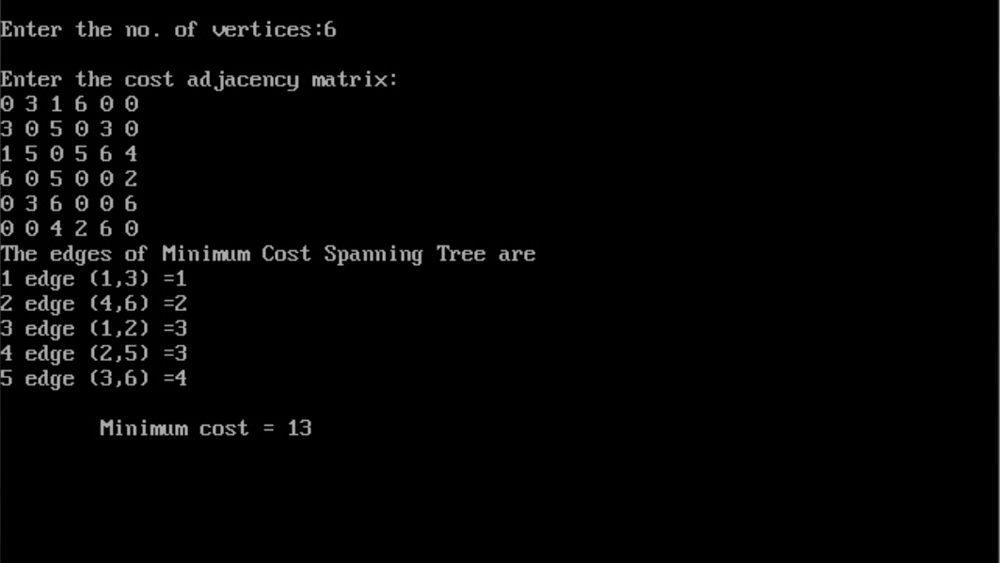 Enter the no. of vertices:6
Enter the cost adjacency matrix:
0 3 1 6 0 0
3 0 5 0 3 0
1 5 0 5 6 4
6 0 5 0 0 2
0 3 6 0 0 6
0 0 4 2 6 0
The edges of Minimum Cost Spanning Tree are
1 edge (1,3) =1
2 edge (4,6) =2
3 edge (1,2) =3
4 edge (2,5) =3
5 edge (3,6) =4
Minimum cost = 13